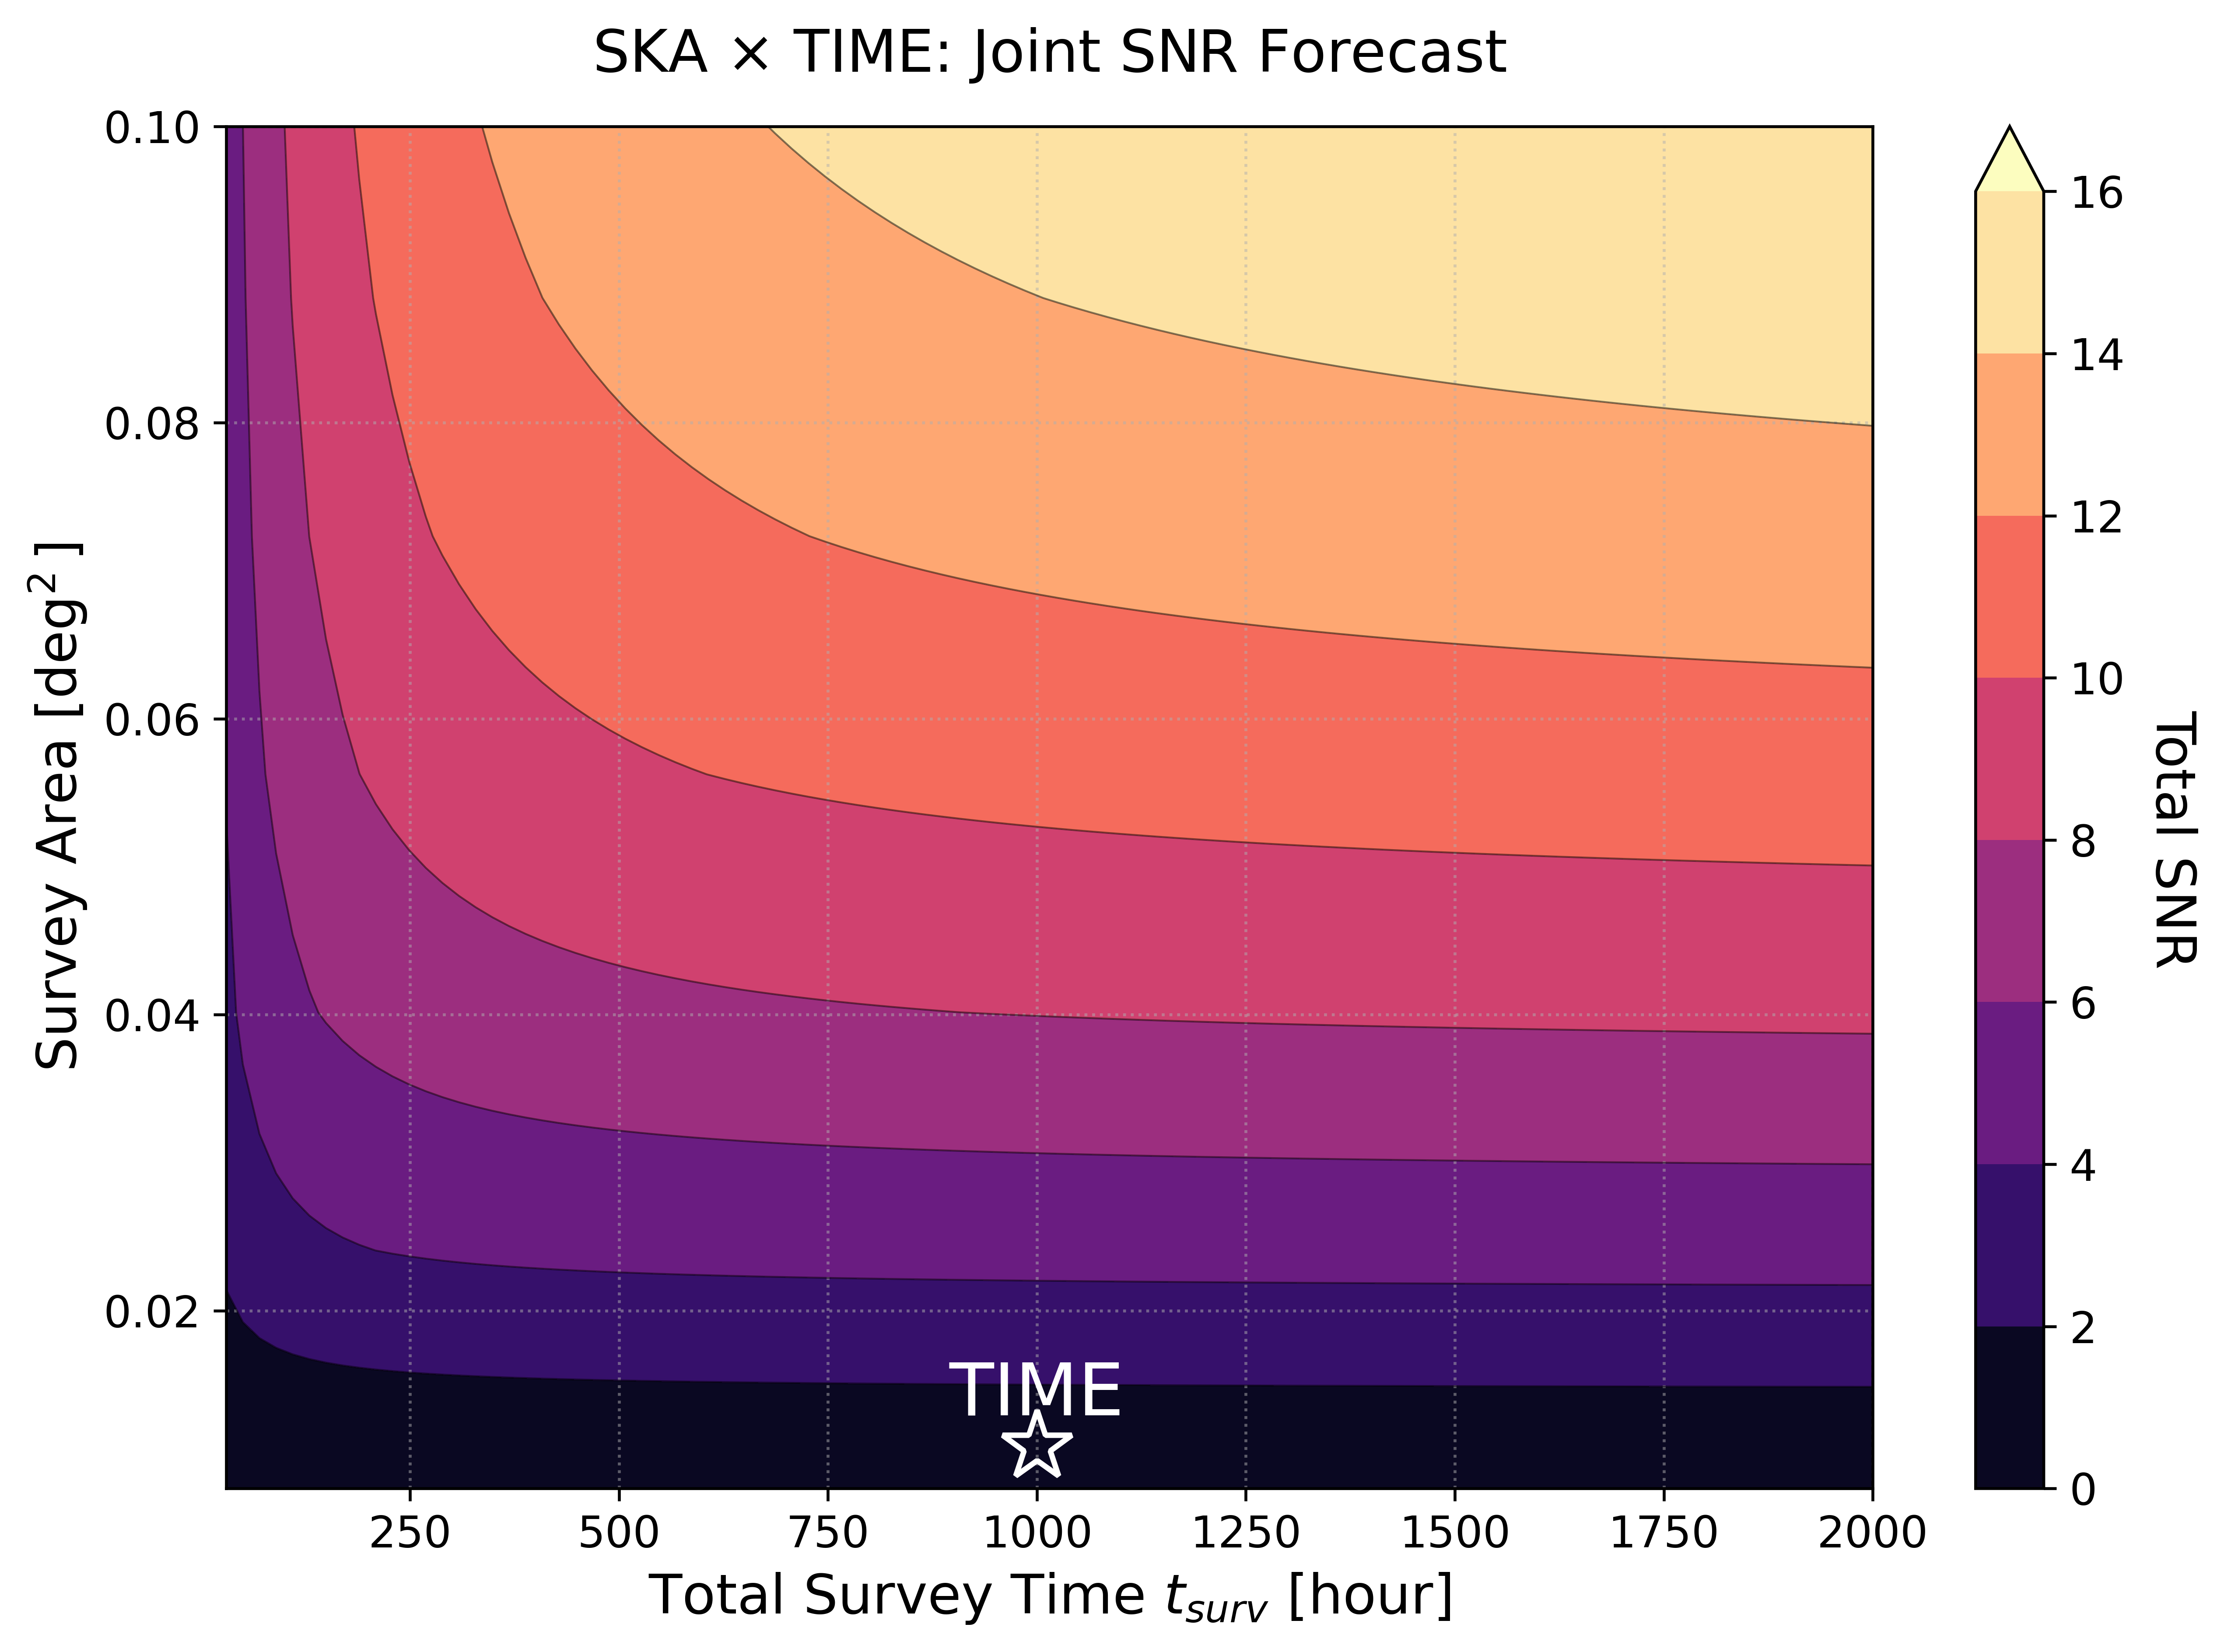 SKA × TIME: Joint SNR Forecast
0.10
0.08
0.06
0.04
0.02
Survey Area [deg²]
TIME
250 500 750 1000 1250 1500 1750 2000
Total Survey Time t_surv [hour]
16
14
12
10
8
6
4
2
0
Total SNR